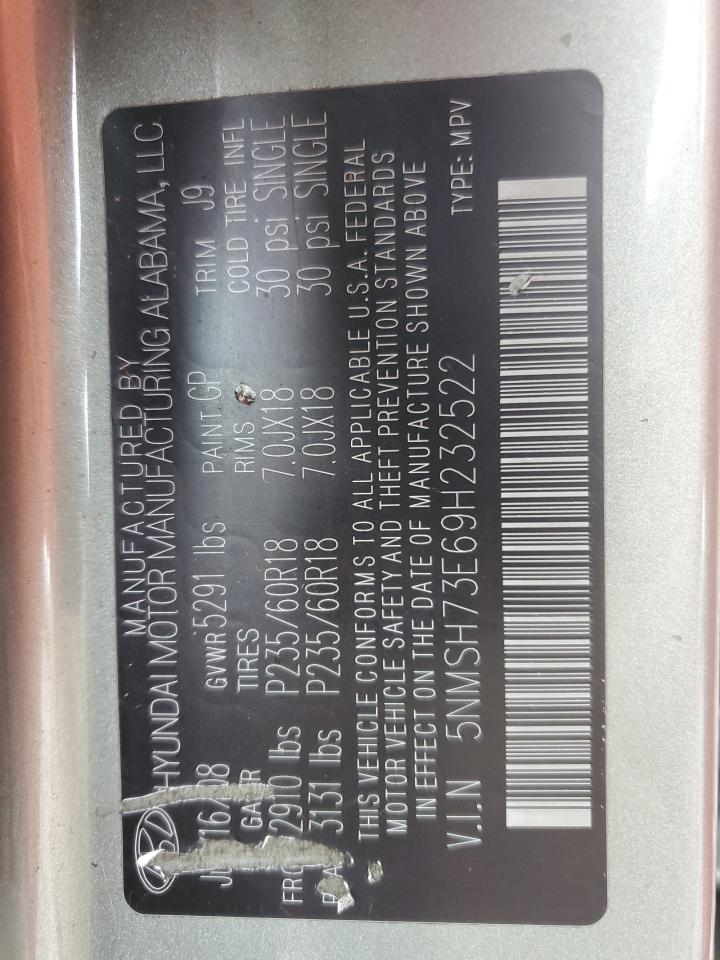 MANUFACTURED BY
HYUNDAI MOTOR MANUFACTURING ALABAMA, LLC
GVWR 5291 lbs PAINT: GP TRIM J9
TIRES RIMS COLD TIRE INFL
2910 lbs P235/60R18 7.0JX18 30 psi SINGLE
3131 lbs P235/60R18 7.0JX18 30 psi SINGLE
THIS VEHICLE CONFORMS TO ALL APPLICABLE U.S.A. FEDERAL
MOTOR VEHICLE SAFETY AND THEFT PREVENTION STANDARDS
IN EFFECT ON THE DATE OF MANUFACTURE SHOWN ABOVE
V.I.N 5NMSH73E69H232522 TYPE: MPV